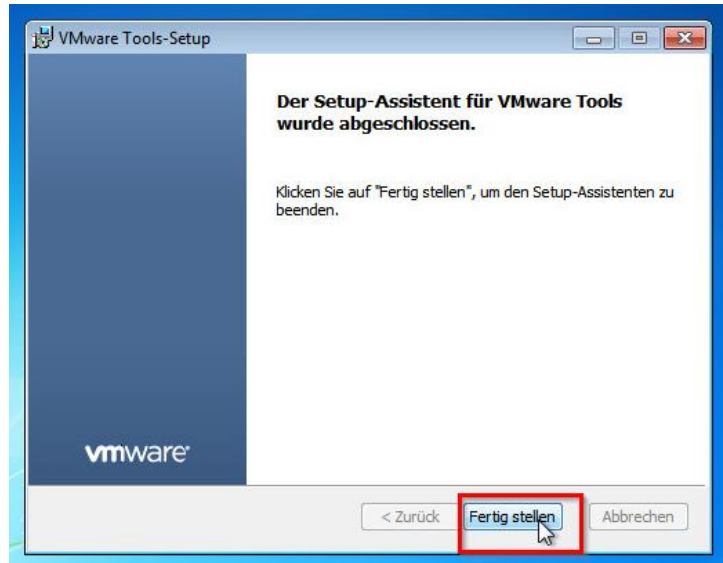 VMware Tools-Setup
Der Setup-Assistent für VMware Tools
wurde abgeschlossen.
Klicken Sie auf "Fertig stellen", um den Setup-Assistenten zu
beenden.
vmware
< Zurück
Fertig stellen
Abbrechen